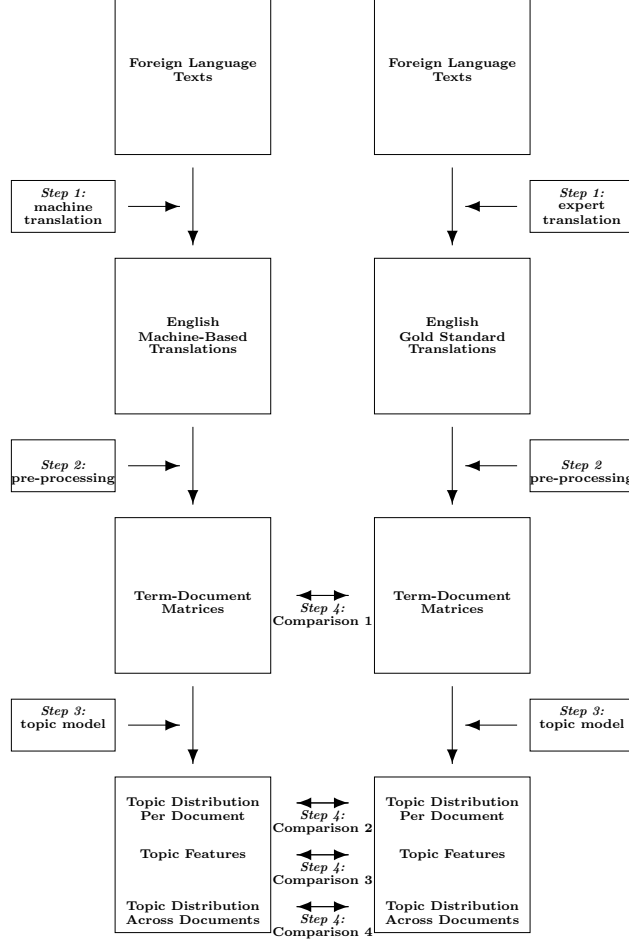 Foreign Language
Texts
Foreign Language
Texts
Step 1:
machine
translation
Step 1:
expert
translation
English
Machine-Based
Translations
English
Gold Standard
Translations
Step 2:
pre-processing
Step 2
pre-processing
Term-Document
Matrices
Step 4:
Comparison 1
Term-Document
Matrices
Step 3:
topic model
Step 3:
topic model
Topic Distribution
Per Document
Step 4:
Comparison 2
Topic Distribution
Per Document
Topic Features
Step 4:
Comparison 3
Topic Features
Topic Distribution
Across Documents
Step 4:
Comparison 4
Topic Distribution
Across Documents